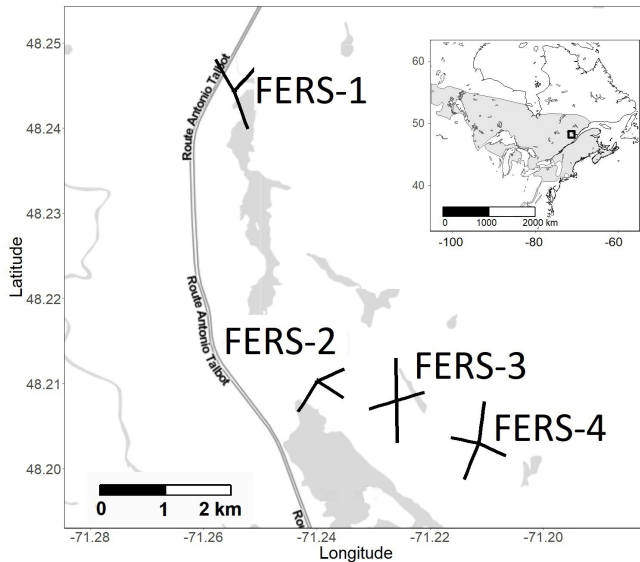 48.25
48.24
48.23
48.22
48.21
48.20
Latitude
-71.28
-71.26
-71.24
-71.22
-71.20
Longitude
Route Antonio Talbot
Route Antonio Talbot
Rou
FERS-1
FERS-2
FERS-3
FERS-4
0 1 2 km
60
50
40
-100 -80 -60
0 1000 2000 km